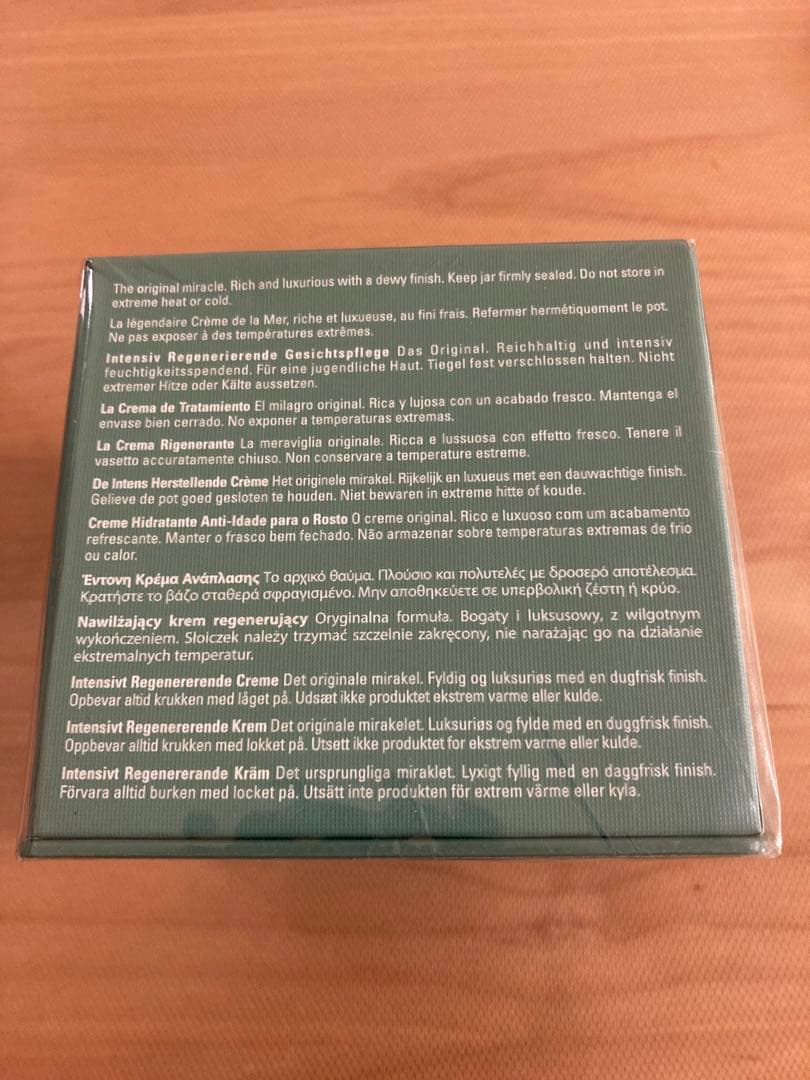 The original miracle. Rich and luxurious with a dewy finish. Keep jar firmly sealed. Do not store in
extreme heat or cold.
La légendaire Crème de la Mer, riche et luxueuse, au fini frais. Refermer hermétiquement le pot.
Ne pas exposer à des températures extrêmes.
Intensiv Regenerierende Gesichtspflege Das Original. Reichhaltig und intensiv
feuchtigkeitsspendend. Für eine jugendliche Haut. Tiegel fest verschlossen halten. Nicht
extremer Hitze oder Kälte aussetzen.
La Crema de Tratamiento El milagro original. Rica y lujosa con un acabado fresco. Mantenga el
envase bien cerrado. No exponer a temperaturas extremas.
La Crema Rigenerante La meraviglia originale. Ricca e lussuosa con effetto fresco. Tenere il
vasetto accuratamente chiuso. Non conservare a temperature estreme.
De Intens Herstellende Crème Het originele mirakel. Rijkelijk en luxueus met een dauwachtige finish.
Gelieve de pot goed gesloten te houden. Niet bewaren in extreme hitte of koude.
Creme Hidratante Anti-Idade para o Rosto O creme original. Rico e luxuoso com um acabamento
refrescante. Manter o frasco bem fechado. Não armazenar sobre temperaturas extremas de frio
ou calor.
Έντονη Κρέμα Ανάπλασης Το αρχικό θαύμα. Πλούσιο και πολυτελές με δροσερό αποτέλεσμα.
Κρατήστε το βάζο σταθερά σφραγισμένο. Μην αποθηκεύετε σε υπερβολική ζέστη ή κρύο.
Nawilżający krem regenerujący Oryginalna formuła. Bogaty i luksusowy, z wilgotnym
wykończeniem. Słoiczek należy trzymać szczelnie zakręcony, nie narażając go na działanie
ekstremalnych temperatur.
Intensivt Regenererende Creme Det originale mirakel. Fyldig og luksuriøs med en dugfrisk finish.
Opbevar altid krukken med låget på. Udsæt ikke produktet ekstrem varme eller kulde.
Intensivt Regenererende Krem Det originale mirakelet. Luksuriøs og fylde med en duggfrisk finish.
Oppbevar alltid krukken med lokket på. Utsett ikke produktet for ekstrem varme eller kulde.
Intensivt Regenererande Kräm Det ursprungliga miraklet. Lyxigt fyllig med en daggfrisk finish.
Förvara alltid burken med locket på. Utsätt inte produkten för extrem värme eller kyla.